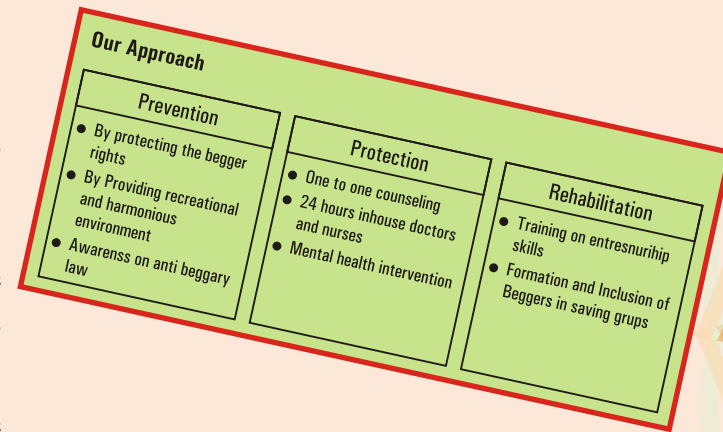 Our Approach
Prevention
● By protecting the begger
rights
● By Providing recreational
and harmonious
environment
● Awarenss on anti beggary
law
Protection
● One to one counseling
● 24 hours inhouse doctors
and nurses
● Mental health intervention
Rehabilitation
● Training on entresnurihip
skills
● Formation and Inclusion of
Beggers in saving grups